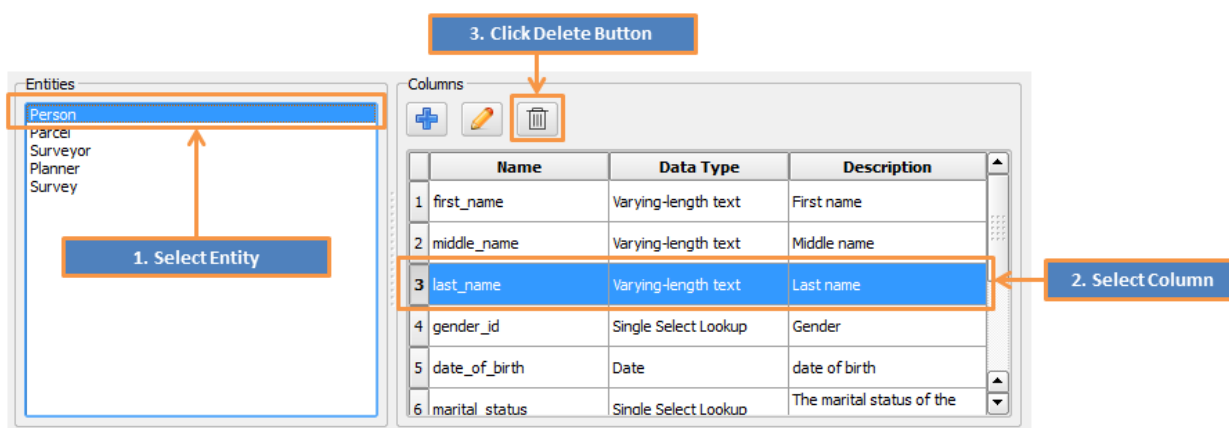 3. Click Delete Button
Entities
Person
Parcel
Surveyor
Planner
Survey
1. Select Entity
Columns
Name Data Type Description
1 first_name Varying-length text First name
2 middle_name Varying-length text Middle name
3 last_name Varying-length text Last name
4 gender_id Single Select Lookup Gender
5 date_of_birth Date date of birth
6 marital_status Single Select Lookup The marital status of the
2. Select Column